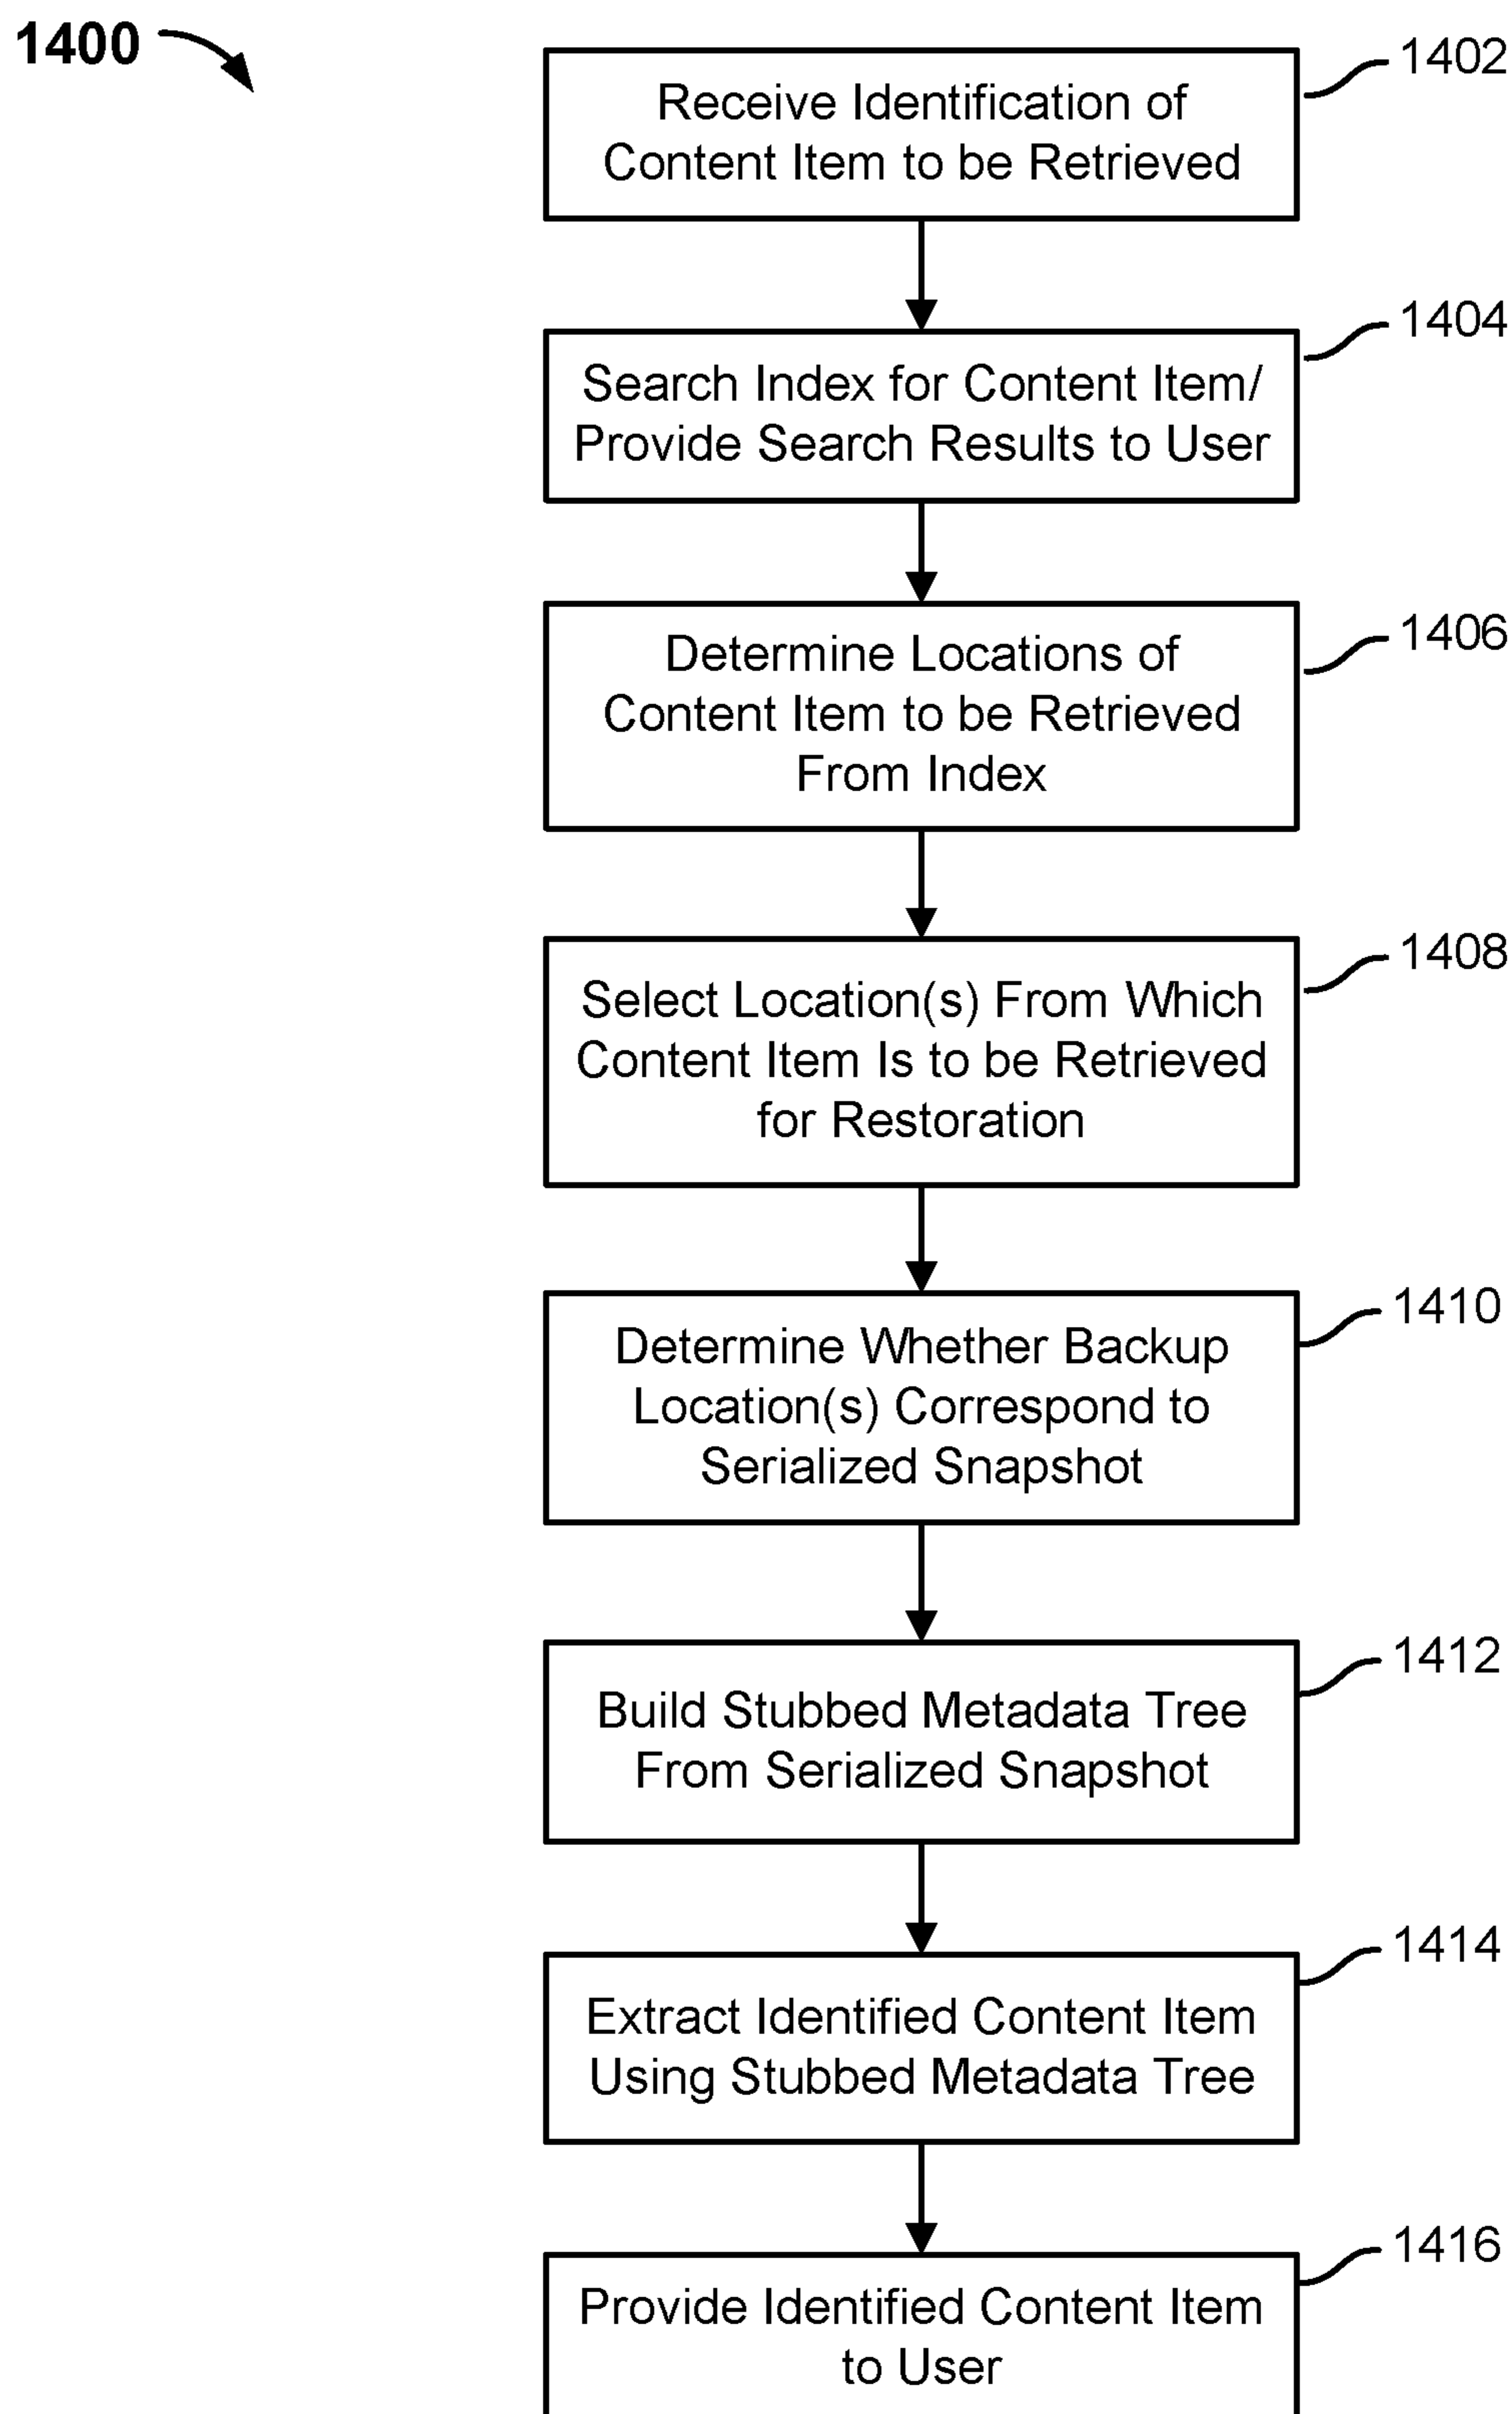 1400
1402
Receive Identification of
Content Item to be Retrieved
1404
Search Index for Content Item/
Provide Search Results to User
1406
Determine Locations of
Content Item to be Retrieved
From Index
1408
Select Location(s) From Which
Content Item Is to be Retrieved
for Restoration
1410
Determine Whether Backup
Location(s) Correspond to
Serialized Snapshot
1412
Build Stubbed Metadata Tree
From Serialized Snapshot
1414
Extract Identified Content Item
Using Stubbed Metadata Tree
1416
Provide Identified Content Item
to User